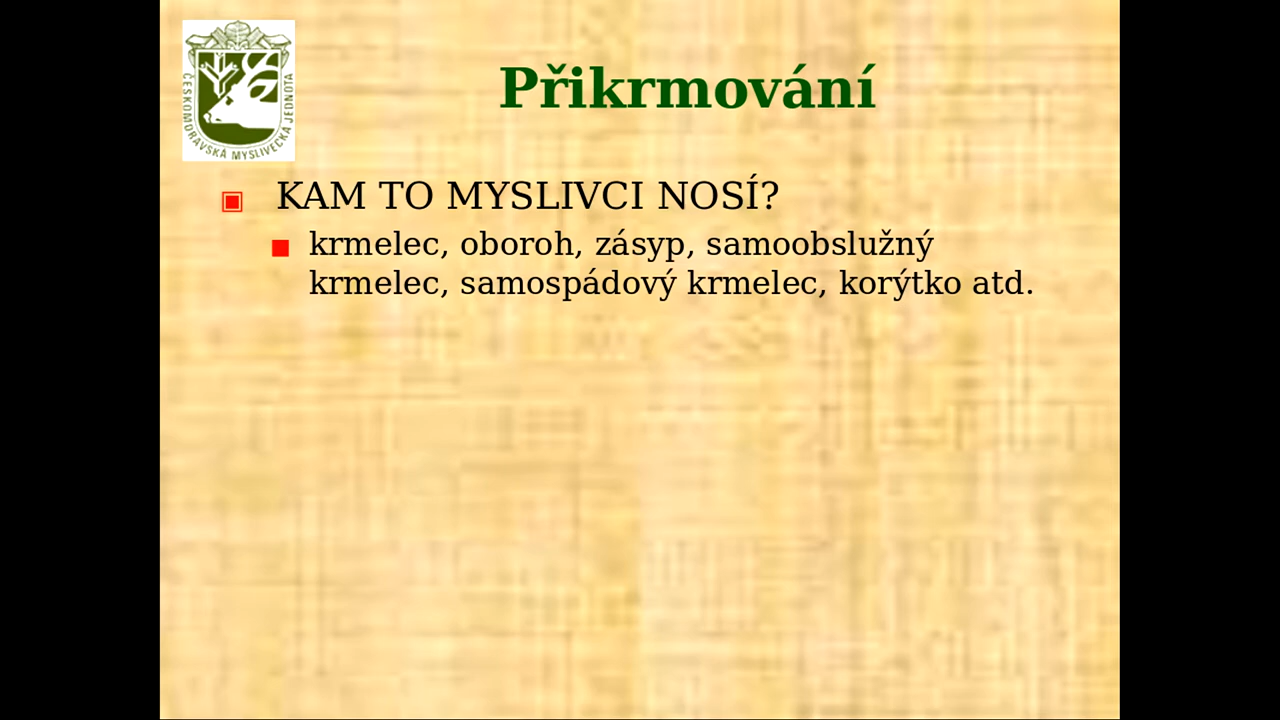 ČESKOMORAVSKÁ MYSLIVECKÁ JEDNOTA
Přikrmování
KAM TO MYSLIVCI NOSÍ?
krmelec, oboroh, zásyp, samoobslužný
krmelec, samospádový krmelec, korýtko atd.